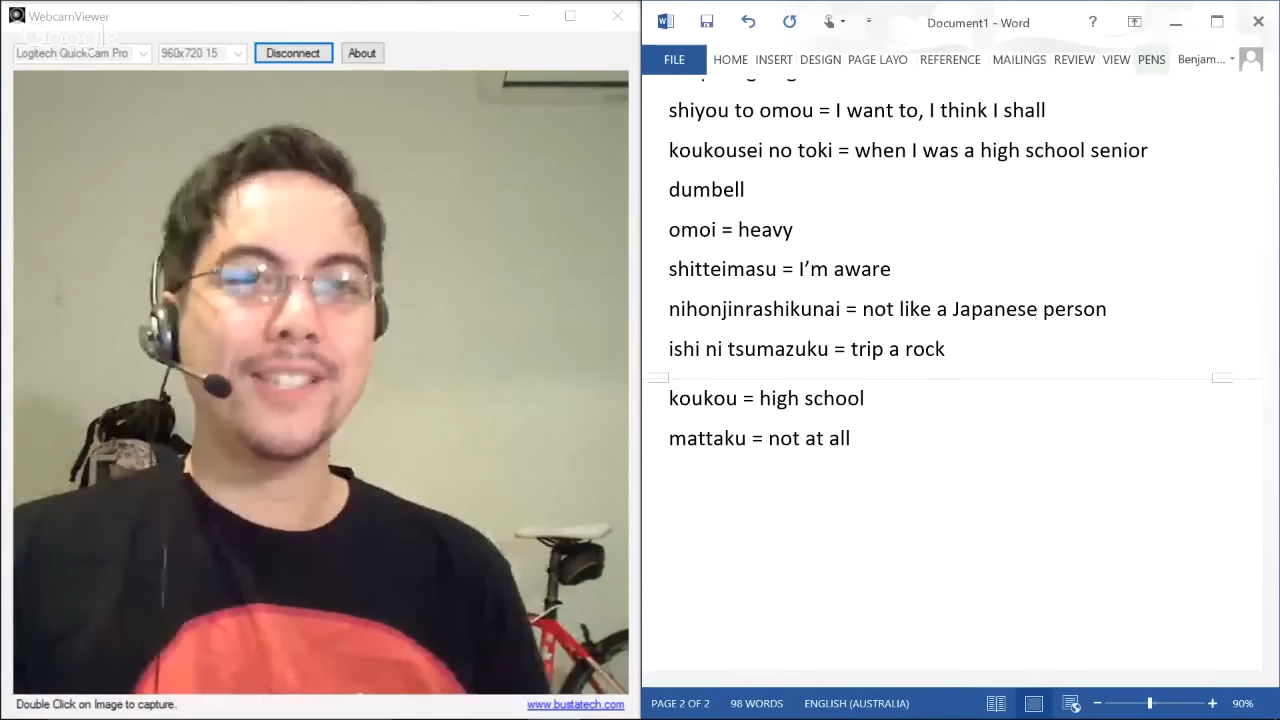 WebcamViewer
Google
Logitech QuickCam Pro
960x720 15
Disconnect
About
Double Click on Image to capture.
www.bustatech.com
Document1 - Word
?
FILE
HOME
INSERT
DESIGN
PAGE LAYO
REFERENCE
MAILINGS
REVIEW
VIEW
PENS
Benjam...
shiyou to omou = I want to, I think I shall
koukousei no toki = when I was a high school senior
dumbell
omoi = heavy
shitteimasu = I’m aware
nihonjinrashikunai = not like a Japanese person
ishi ni tsumazuku = trip a rock
koukou = high school
mattaku = not at all
PAGE 2 OF 2
98 WORDS
ENGLISH (AUSTRALIA)
90%